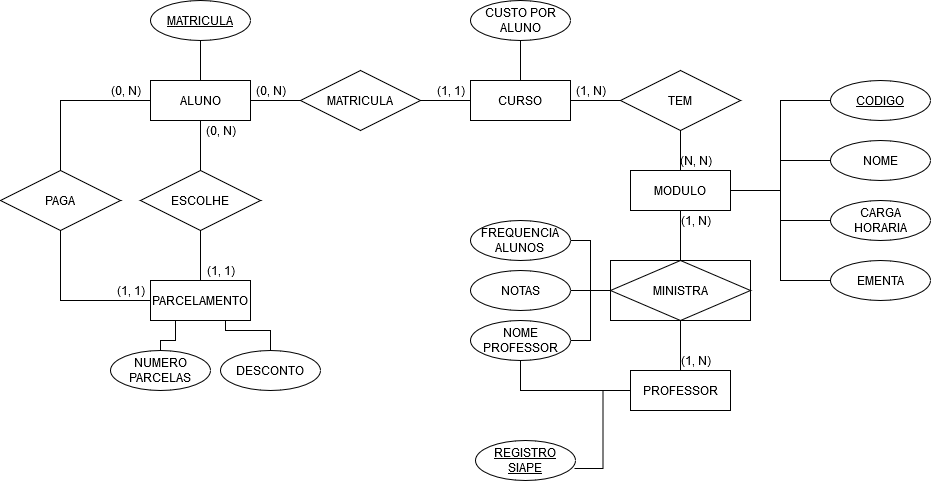 MATRICULA
CUSTO POR
ALUNO
(0, N)
ALUNO
(0, N)
MATRICULA
(1, 1)
CURSO
(1, N)
TEM
CODIGO
(0, N)
(N, N)
NOME
PAGA
ESCOLHE
MODULO
CARGA
HORARIA
(1, N)
FREQUENCIA
ALUNOS
(1, 1)
(1, 1)
PARCELAMENTO
NOTAS
MINISTRA
EMENTA
NOME
PROFESSOR
NUMERO
PARCELAS
DESCONTO
(1, N)
PROFESSOR
REGISTRO
SIAPE